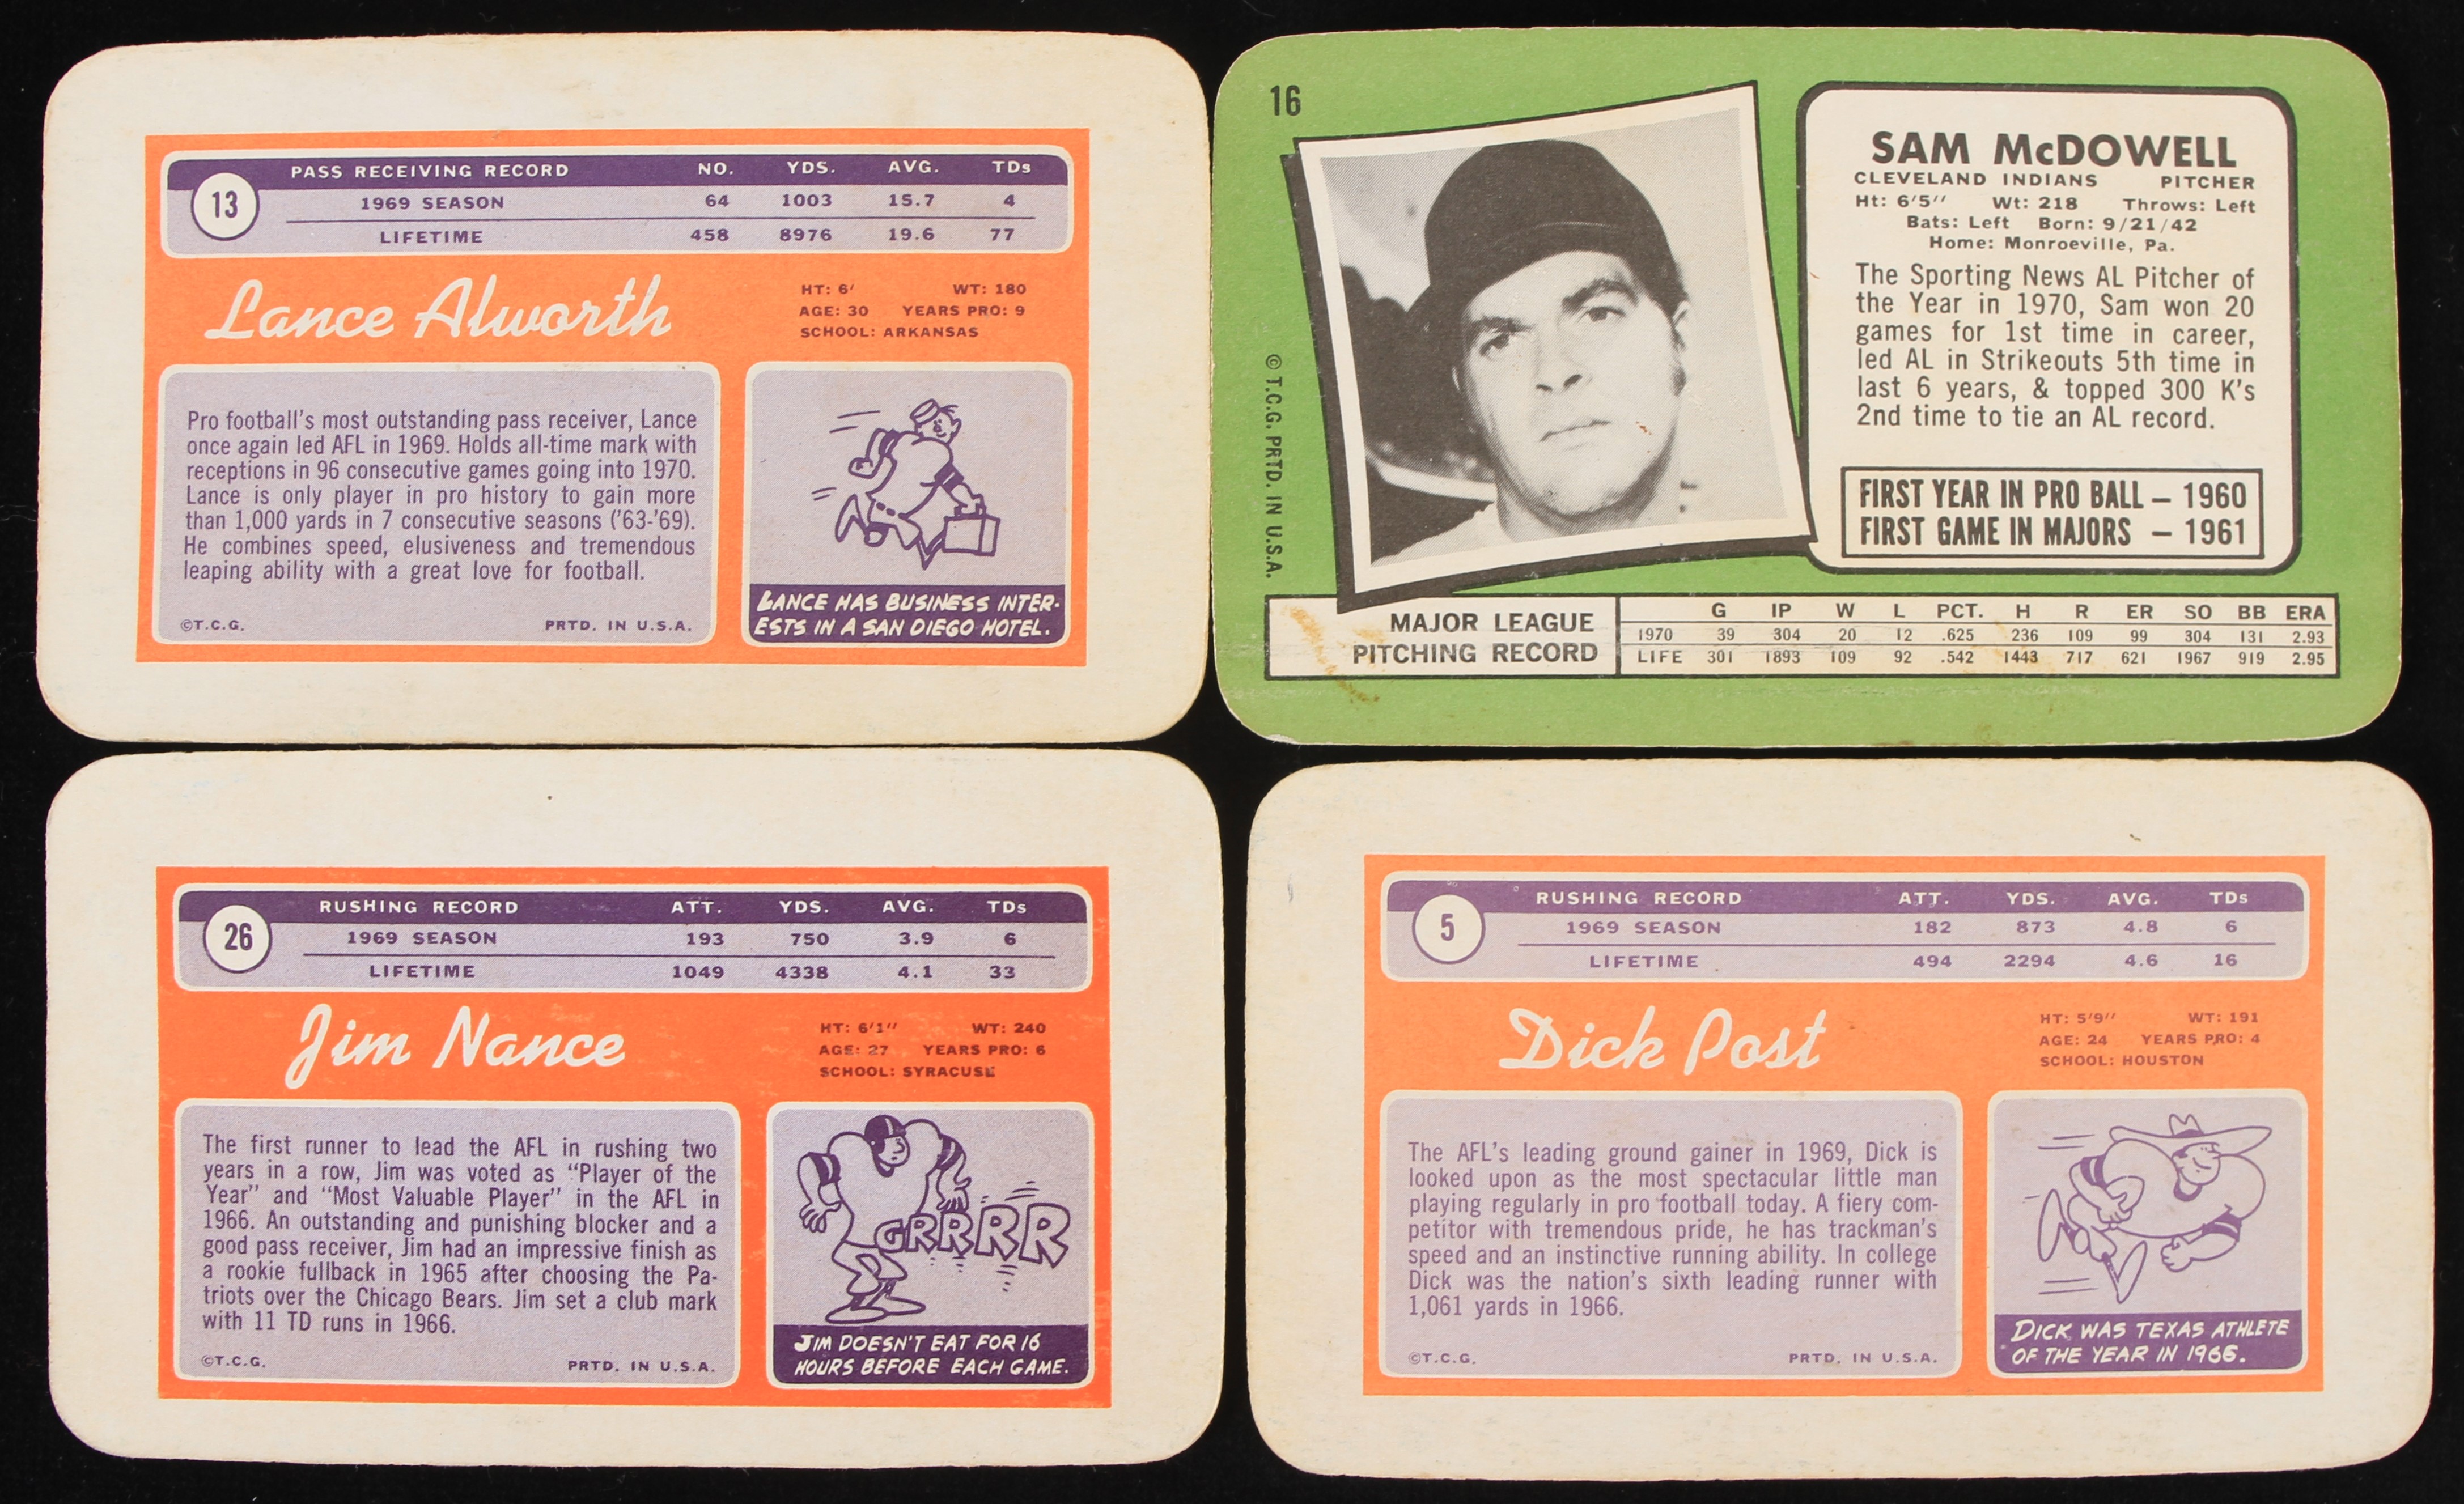 PASS RECEIVING RECORD NO. YDS. AVG. TDs
13
1969 SEASON 64 1003 15.7 4
LIFETIME 458 8976 19.6 77
Lance Alworth
HT: 6' WT: 180
AGE: 30 YEARS PRO: 9
SCHOOL: ARKANSAS
Pro football's most outstanding pass receiver, Lance
once again led AFL in 1969. Holds all-time mark with
receptions in 96 consecutive games going into 1970.
Lance is only player in pro history to gain more
than 1,000 yards in 7 consecutive seasons ('63-'69).
He combines speed, elusiveness and tremendous
leaping ability with a great love for football.
©T.C.G. PRTD. IN U.S.A.
LANCE HAS BUSINESS INTER-
ESTS IN A SAN DIEGO HOTEL.
16
© T.C.G. PRTD. IN U.S.A.
SAM McDOWELL
CLEVELAND INDIANS PITCHER
Ht: 6'5" Wt: 218 Throws: Left
Bats: Left Born: 9/21/42
Home: Monroeville, Pa.
The Sporting News AL Pitcher of
the Year in 1970, Sam won 20
games for 1st time in career,
led AL in Strikeouts 5th time in
last 6 years, & topped 300 K's
2nd time to tie an AL record.
FIRST YEAR IN PRO BALL — 1960
FIRST GAME IN MAJORS — 1961
MAJOR LEAGUE
PITCHING RECORD
G IP W L PCT. H R ER SO BB ERA
1970 39 304 20 12 .625 236 109 99 304 131 2.93
LIFE 301 1893 109 92 .542 1443 717 621 1967 919 2.95
RUSHING RECORD ATT. YDS. AVG. TDs
26
1969 SEASON 193 750 3.9 6
LIFETIME 1049 4338 4.1 33
Jim Nance
HT: 6'1" WT: 240
AGE: 27 YEARS PRO: 6
SCHOOL: SYRACUSE
The first runner to lead the AFL in rushing two
years in a row, Jim was voted as "Player of the
Year" and "Most Valuable Player" in the AFL in
1966. An outstanding and punishing blocker and a
good pass receiver, Jim had an impressive finish as
a rookie fullback in 1965 after choosing the Pa-
triots over the Chicago Bears. Jim set a club mark
with 11 TD runs in 1966.
©T.C.G. PRTD. IN U.S.A.
GRRRR
JIM DOESN'T EAT FOR 16
HOURS BEFORE EACH GAME.
RUSHING RECORD ATT. YDS. AVG. TDs
5
1969 SEASON 182 873 4.8 6
LIFETIME 494 2294 4.6 16
Dick Post
HT: 5'9" WT: 191
AGE: 24 YEARS PRO: 4
SCHOOL: HOUSTON
The AFL's leading ground gainer in 1969, Dick is
looked upon as the most spectacular little man
playing regularly in pro football today. A fiery com-
petitor with tremendous pride, he has trackman's
speed and an instinctive running ability. In college
Dick was the nation's sixth leading runner with
1,061 yards in 1966.
©T.C.G. PRTD. IN U.S.A.
DICK WAS TEXAS ATHLETE
OF THE YEAR IN 1966.